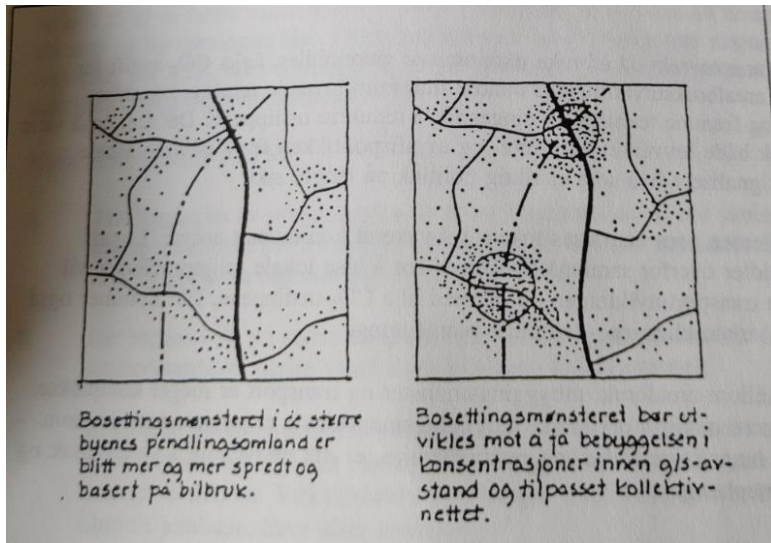 Bosettingsmønsteret i de større
byenes pendlingsomland er
blitt mer og mer spredt og
basert på bilbruk.
Bosettingsmønsteret bør ut-
vikles mot å få bebyggelsen i
konsentrasjoner innen g/s-av-
stand og tilpasset kollektiv-
nettet.